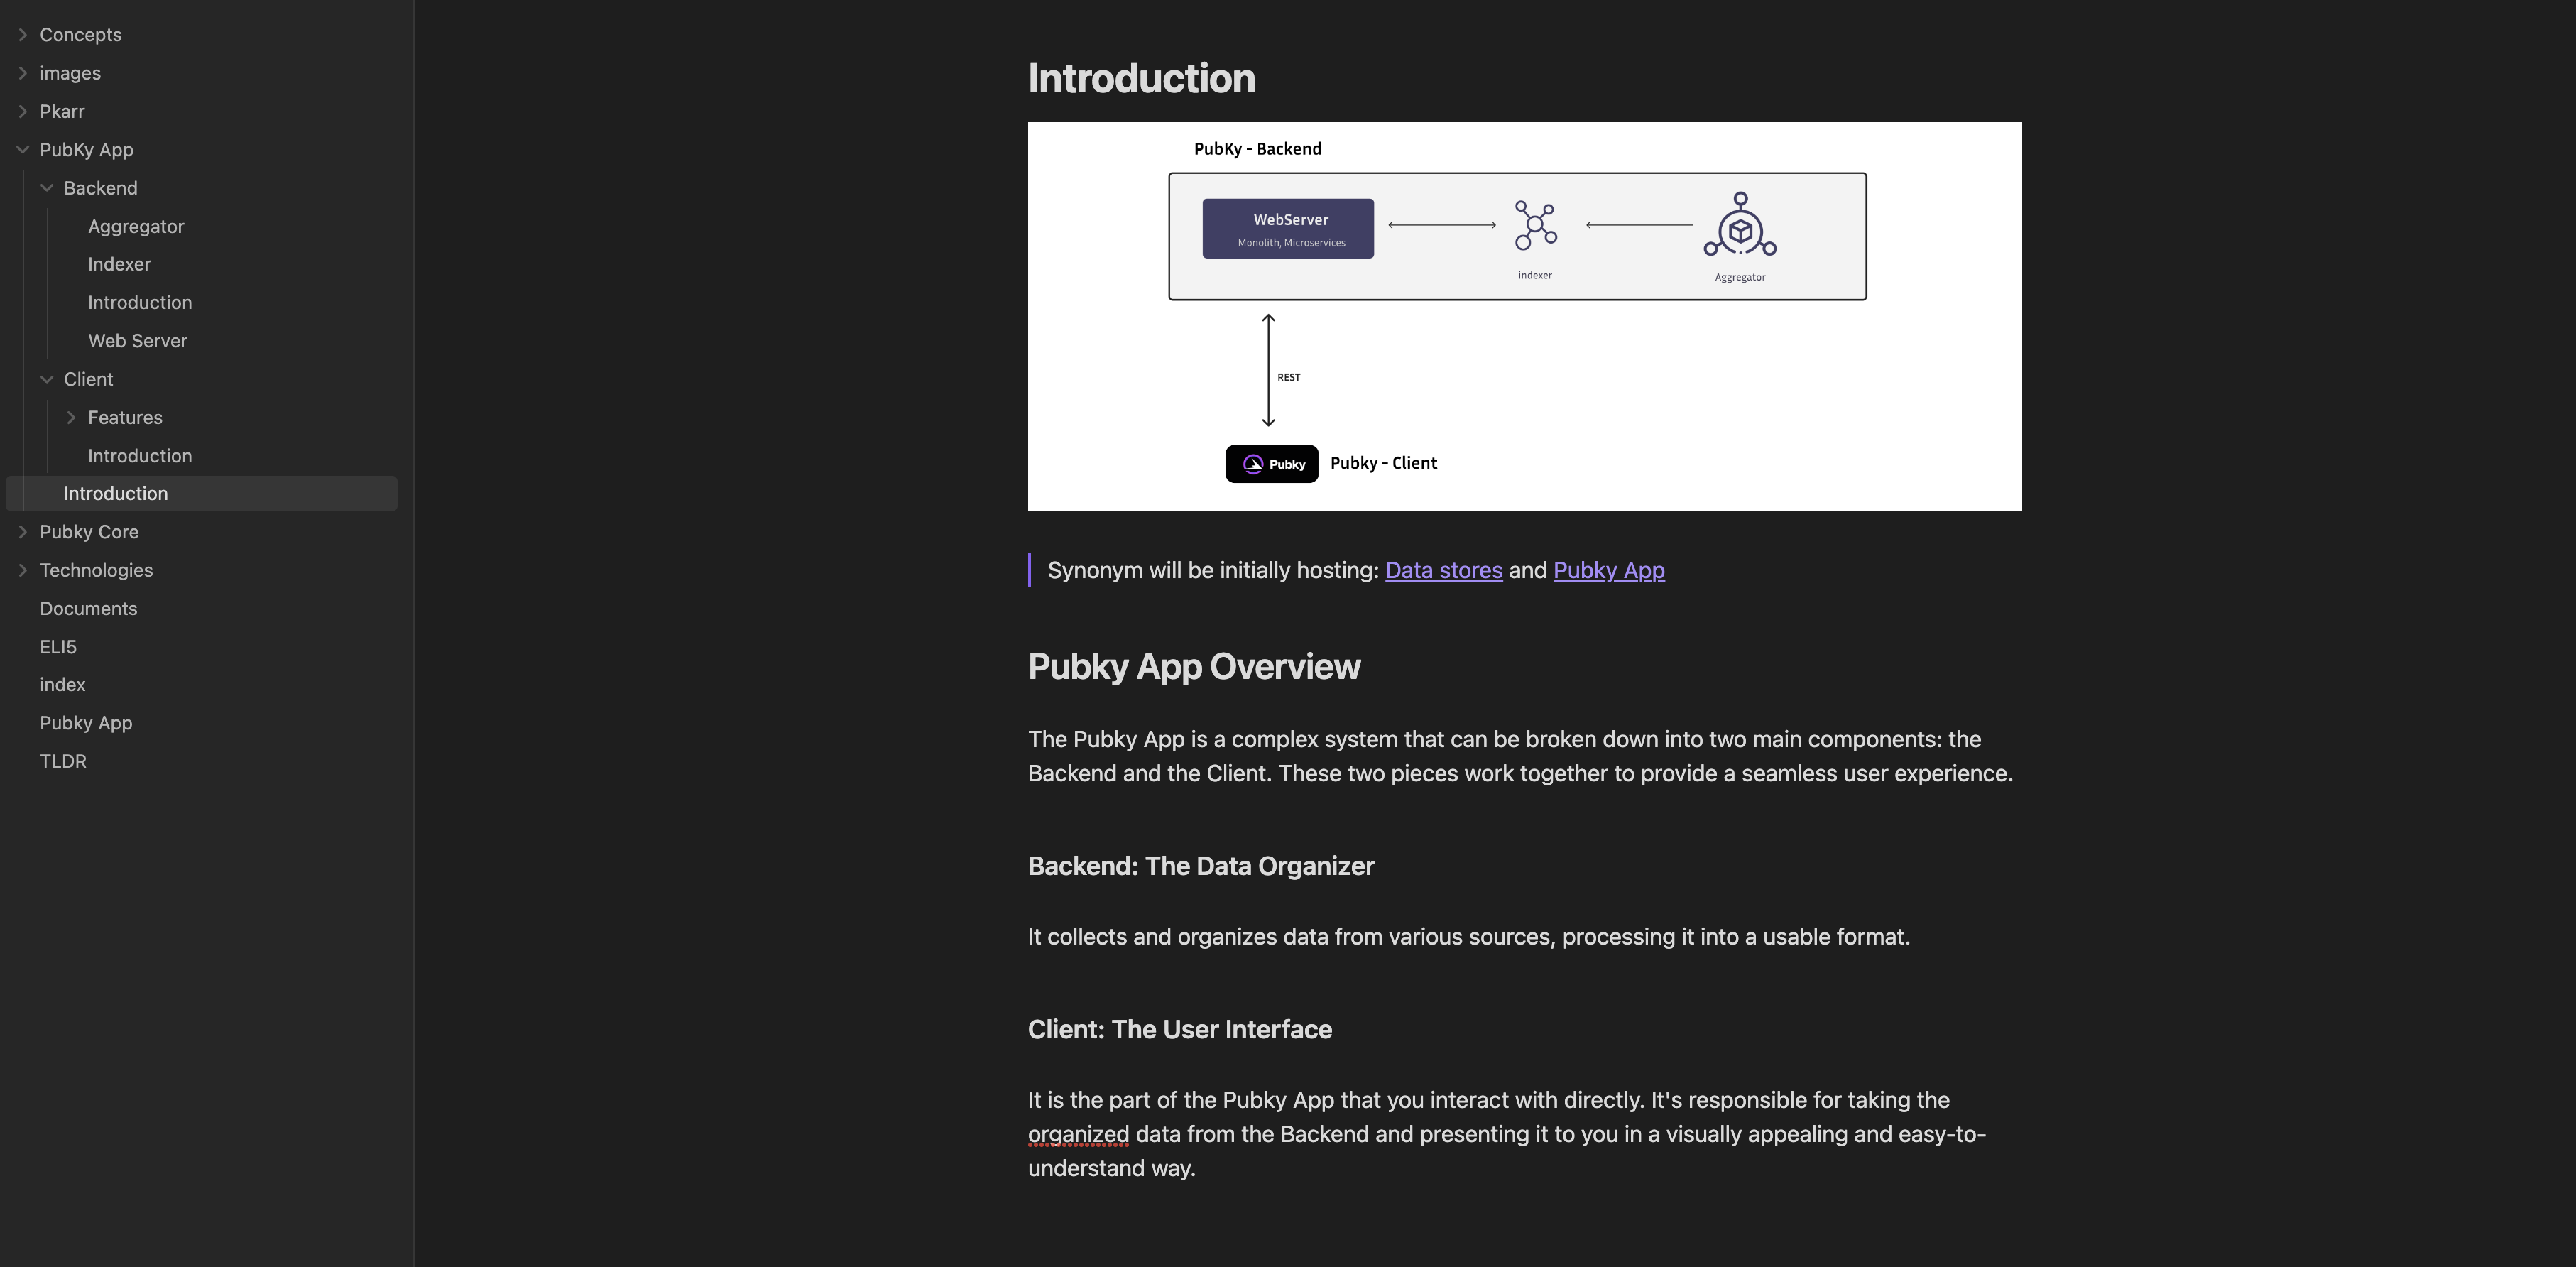 Concepts
images
Pkarr
PubKy App
Backend
Aggregator
Indexer
Introduction
Web Server
Client
Features
Introduction
Introduction
Pubky Core
Technologies
Documents
ELI5
index
Pubky App
TLDR
Introduction
PubKy - Backend
WebServer
Monolith, Microservices
indexer
Aggregator
REST
Pubky
Pubky - Client
Synonym will be initially hosting: Data stores and Pubky App
Pubky App Overview
The Pubky App is a complex system that can be broken down into two main components: the
Backend and the Client. These two pieces work together to provide a seamless user experience.
Backend: The Data Organizer
It collects and organizes data from various sources, processing it into a usable format.
Client: The User Interface
It is the part of the Pubky App that you interact with directly. It's responsible for taking the
organized data from the Backend and presenting it to you in a visually appealing and easy-to-
understand way.